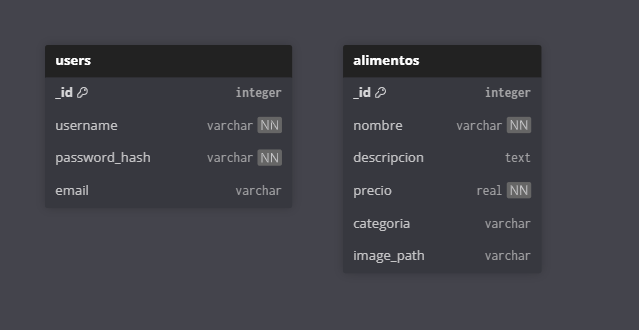 users
_id integer
username varchar NN
password_hash varchar NN
email varchar
alimentos
_id integer
nombre varchar NN
descripcion text
precio real NN
categoria varchar
image_path varchar